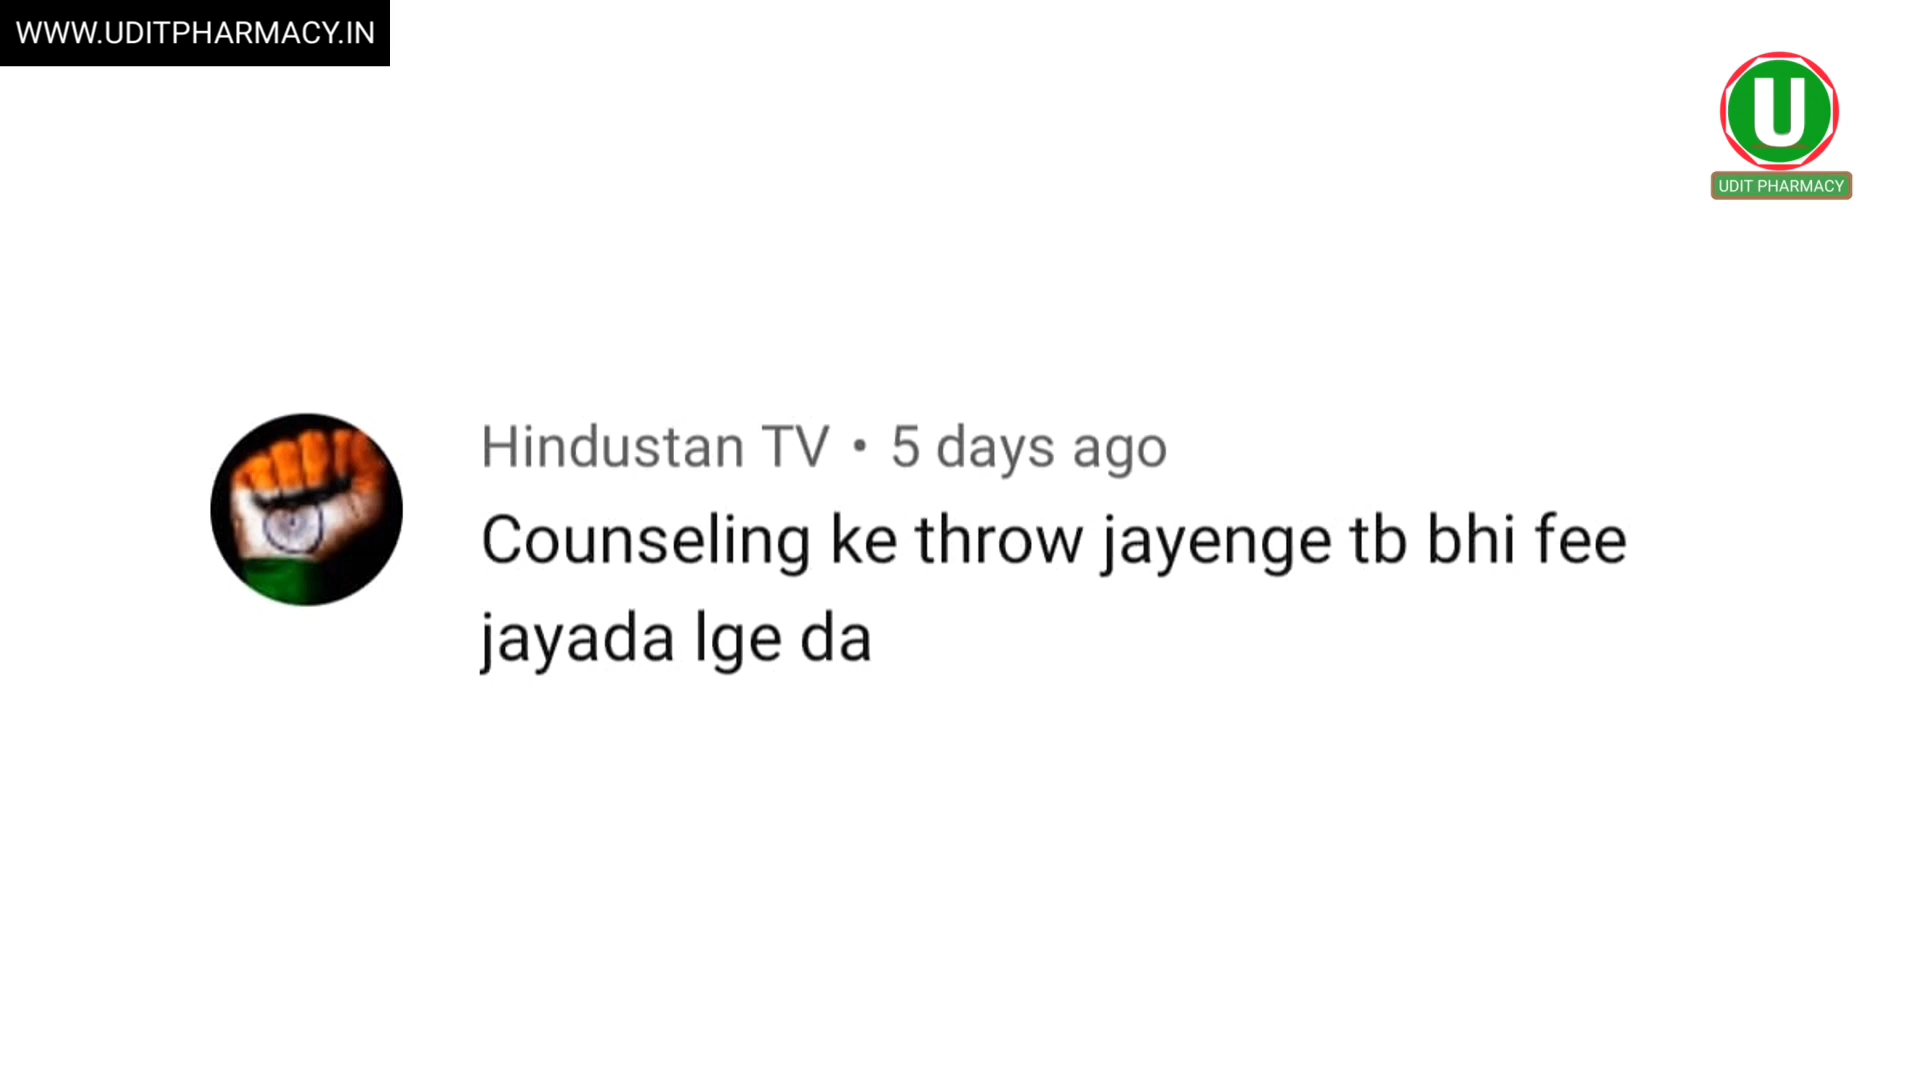 WWW.UDITPHARMACY.IN
U
UDIT PHARMACY
Hindustan TV • 5 days ago
Counseling ke throw jayenge tb bhi fee
jayada lge da